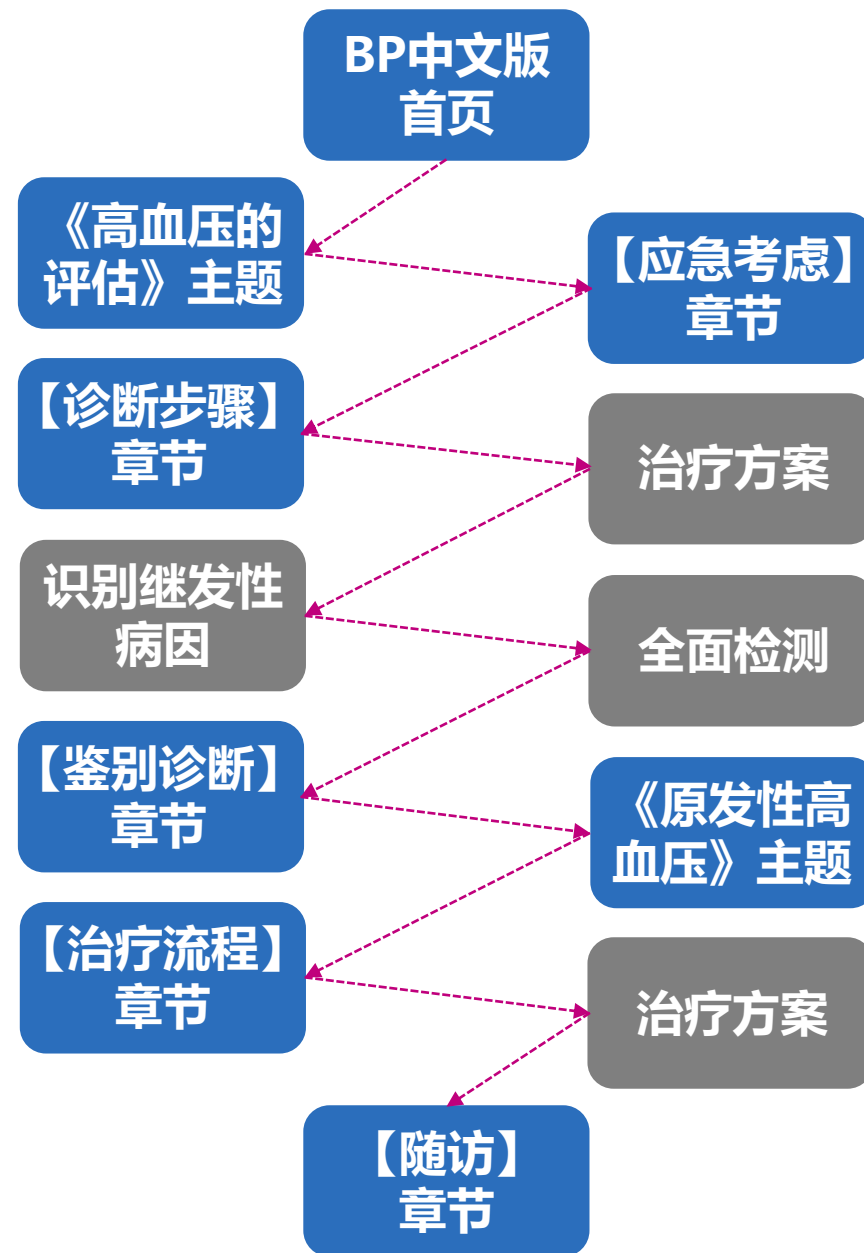 BP中文版
首页
《高血压的
评估》主题
【应急考虑】
章节
【诊断步骤】
章节
治疗方案
识别继发性
病因
全面检测
【鉴别诊断】
章节
《原发性高
血压》主题
【治疗流程】
章节
治疗方案
【随访】
章节